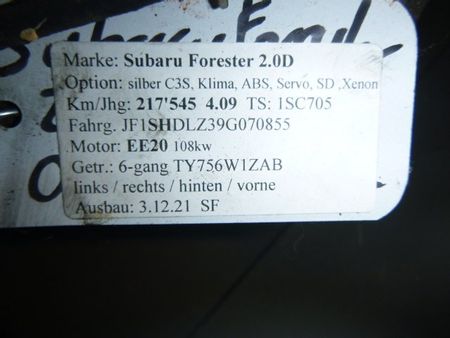 Subaru
Marke: Subaru Forester 2.0D
Option: silber C3S, Klima, ABS, Servo, SD ,Xenon
Km/Jhg: 217'545 4.09 TS: 1SC705
Fahrg. JF1SHDLZ39G070855
Motor: EE20 108kw
Getr.: 6-gang TY756W1ZAB
links / rechts / hinten / vorne
Ausbau: 3.12.21 SF